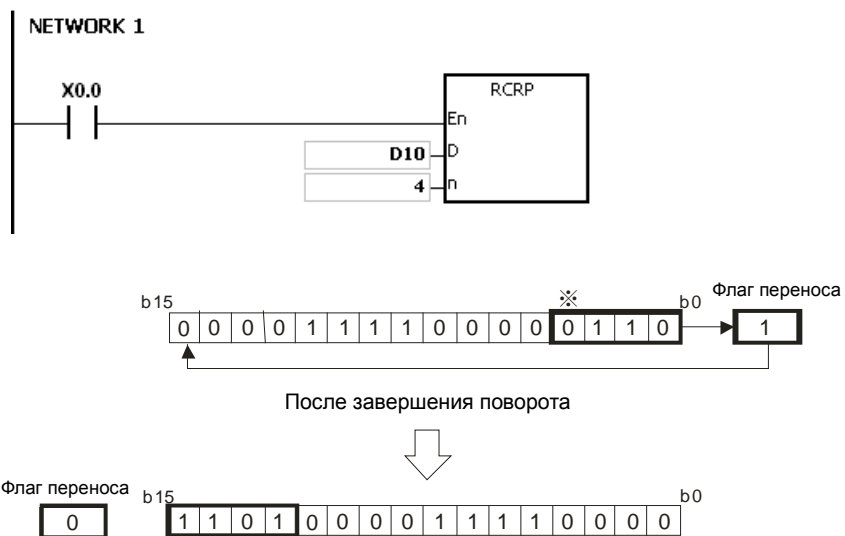 NETWORK 1
X0.0
RCRP
En
D10 D
4 n
※
b15 b0 Флаг переноса
0 0 0 0 1 1 1 1 0 0 0 0 0 1 1 0 1
После завершения поворота
Флаг переноса b15 b0
0 1 1 0 1 0 0 0 0 1 1 1 1 0 0 0 0